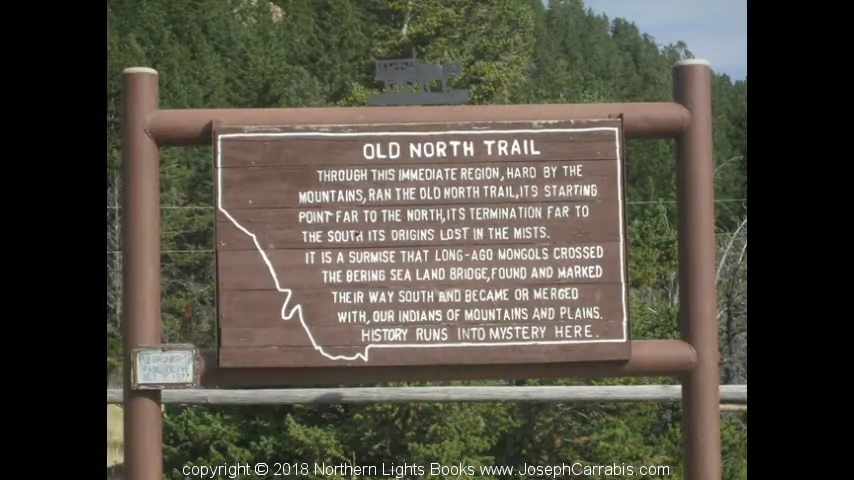 OLD NORTH TRAIL
THROUGH THIS IMMEDIATE REGION, HARD BY THE
MOUNTAINS, RAN THE OLD NORTH TRAIL, ITS STARTING
POINT FAR TO THE NORTH, ITS TERMINATION FAR TO
THE SOUTH ITS ORIGINS LOST IN THE MISTS.
IT IS A SURMISE THAT LONG-AGO MONGOLS CROSSED
THE BERING SEA LAND BRIDGE, FOUND AND MARKED
THEIR WAY SOUTH AND BECAME OR MERGED
WITH, OUR INDIANS OF MOUNTAINS AND PLAINS.
HISTORY RUNS INTO MYSTERY HERE.
copyright © 2018 Northern Lights Books www.JosephCarrabis.com